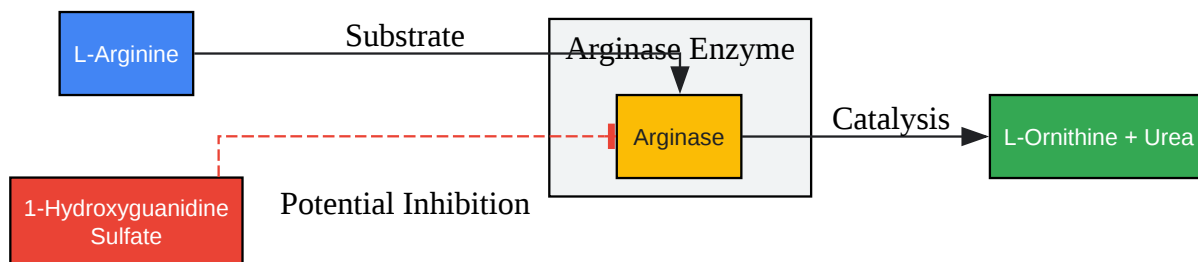 L-Arginine
Substrate
Arginase Enzyme
Arginase
Catalysis
L-Ornithine + Urea
1-Hydroxyguanidine
Sulfate
Potential Inhibition